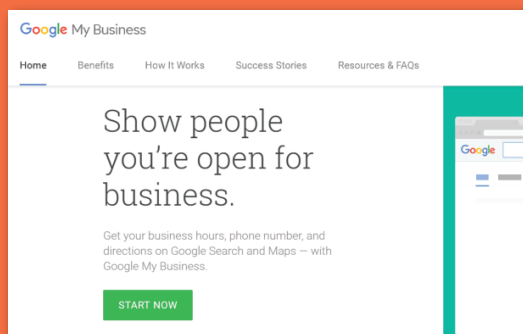 Google My Business
Home Benefits How It Works Success Stories Resources & FAQs
Show people
you’re open for
business.
Google
Get your business hours, phone number, and
directions on Google Search and Maps — with
Google My Business.
START NOW